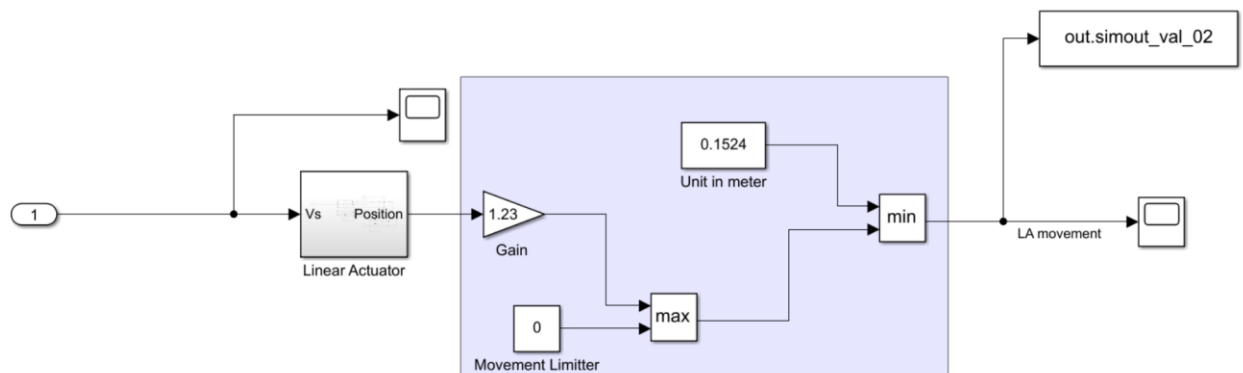 out.simout_val_02
0.1524
Unit in meter
1
Vs
Position
Linear Actuator
1.23
Gain
min
LA movement
0
Movement Limitter
max